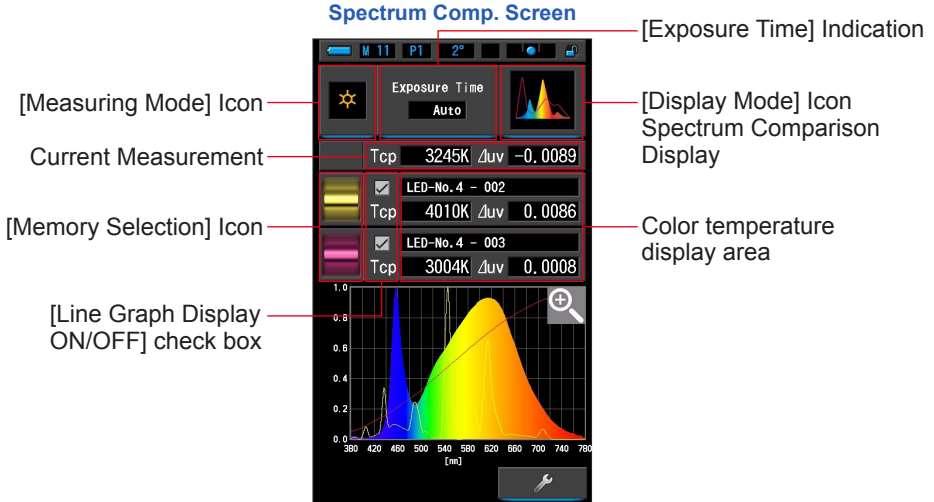 Spectrum Comp. Screen
[Exposure Time] Indication
M 11 P1 2°
[Measuring Mode] Icon
Exposure Time
Auto
[Display Mode] Icon
Spectrum Comparison
Display
Current Measurement
Tcp 3245K ⊿uv -0.0089
[Memory Selection] Icon
LED-No.4 - 002
Tcp 4010K ⊿uv 0.0086
LED-No.4 - 003
Tcp 3004K ⊿uv 0.0008
Color temperature
display area
[Line Graph Display
ON/OFF] check box
1.0
0.8
0.6
0.4
0.2
0.0
380 420 460 500 540 580 620 660 700 740 780
[nm]